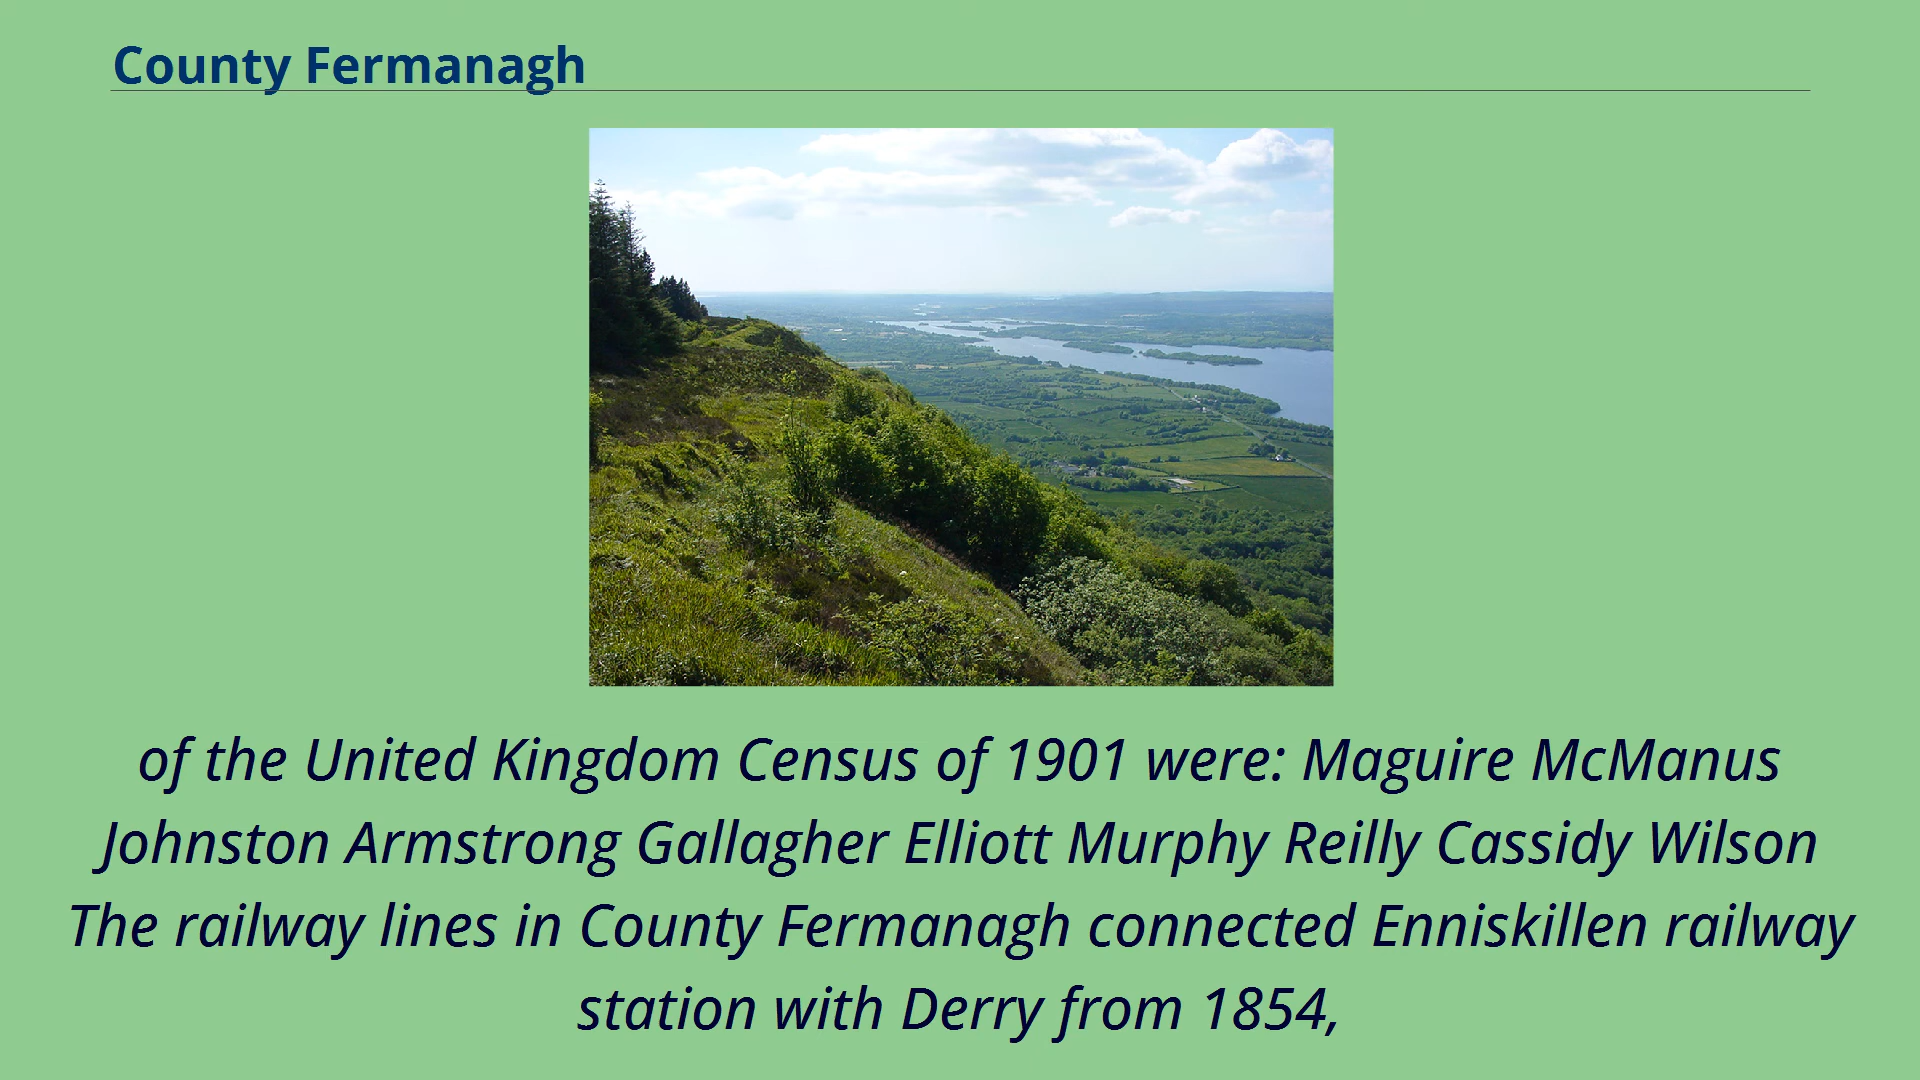 County Fermanagh
of the United Kingdom Census of 1901 were: Maguire McManus
Johnston Armstrong Gallagher Elliott Murphy Reilly Cassidy Wilson
The railway lines in County Fermanagh connected Enniskillen railway
station with Derry from 1854,